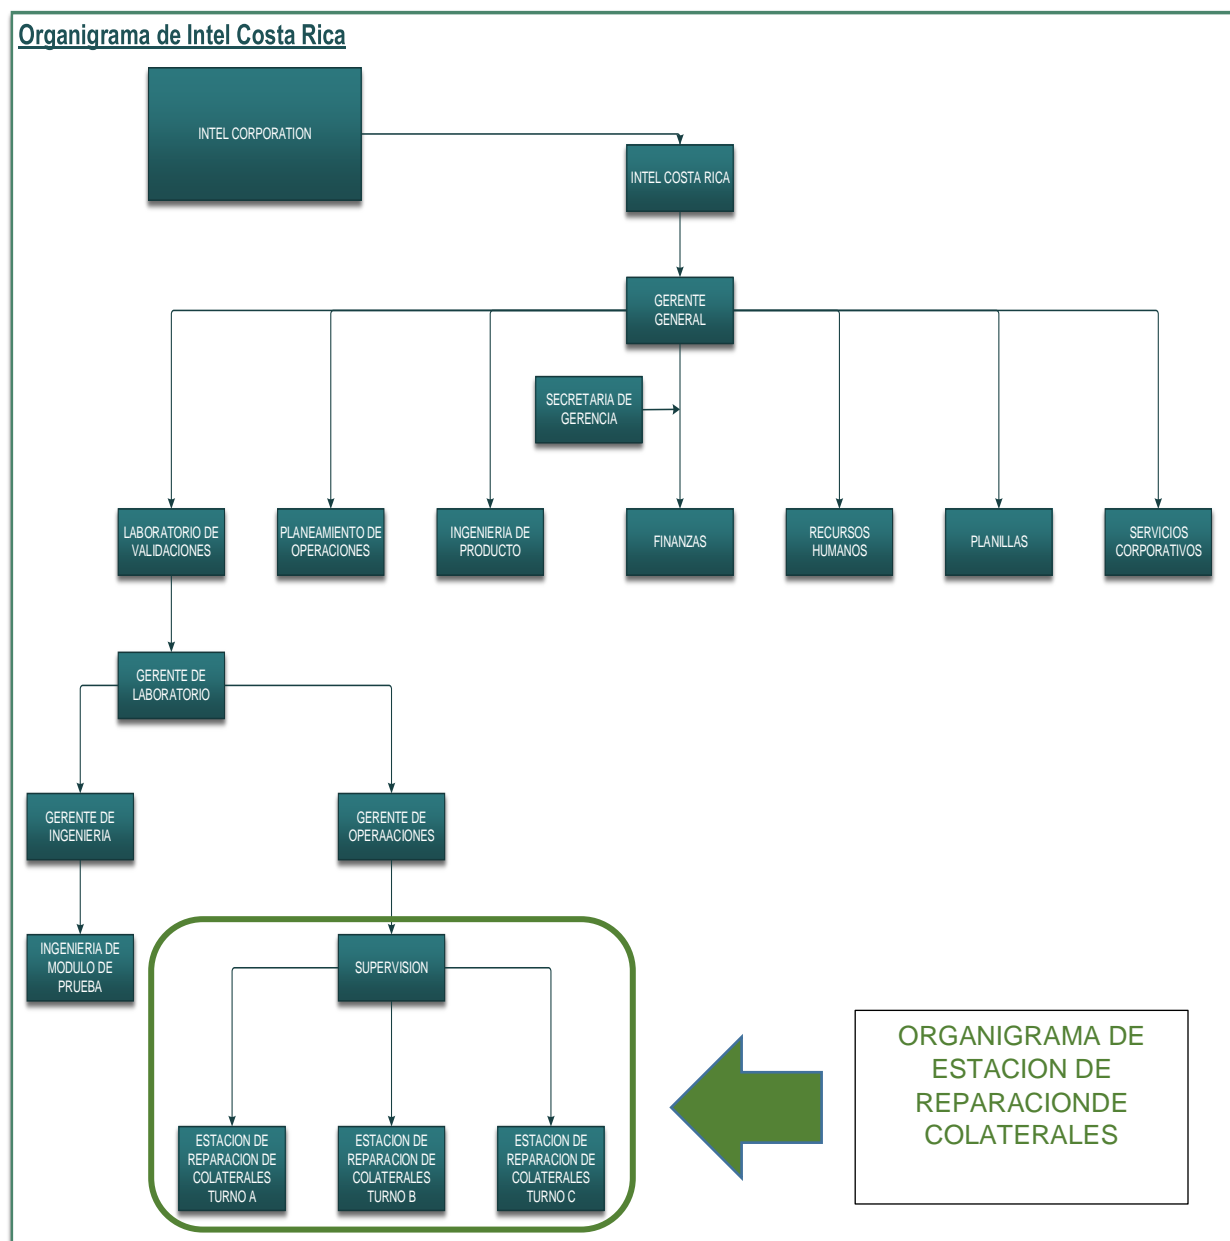 Organigrama de Intel Costa Rica
INTEL CORPORATION
INTEL COSTA RICA
GERENTE
GENERAL
SECRETARIA DE
GERENCIA
LABORATORIO DE
VALIDACIONES
PLANEAMIENTO DE
OPERACIONES
INGENIERIA DE
PRODUCTO
FINANZAS
RECURSOS
HUMANOS
PLANILLAS
SERVICIOS
CORPORATIVOS
GERENTE DE
LABORATORIO
GERENTE DE
INGENIERIA
GERENTE DE
OPERAACIONES
INGENIERIA DE
MODULO DE
PRUEBA
SUPERVISION
ESTACION DE
REPARACION DE
COLATERALES
TURNO A
ESTACION DE
REPARACION DE
COLATERALES
TURNO B
ESTACION DE
REPARACION DE
COLATERALES
TURNO C
ORGANIGRAMA DE
ESTACION DE
REPARACIONDE
COLATERALES